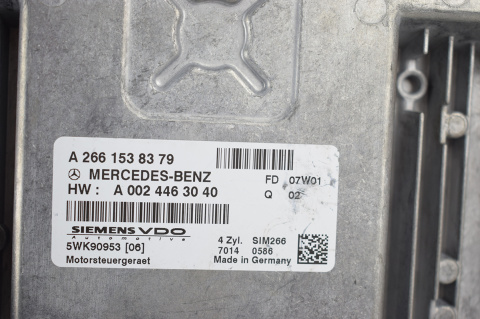 A 266 153 83 79
MERCEDES-BENZ
FD 07W01
HW : A 002 446 30 40
Q 02
SIEMENS VDO
Automotive
5WK90953 [06]
4 Zyl. SIM266
7014 0586
Motorsteuergeraet
Made in Germany